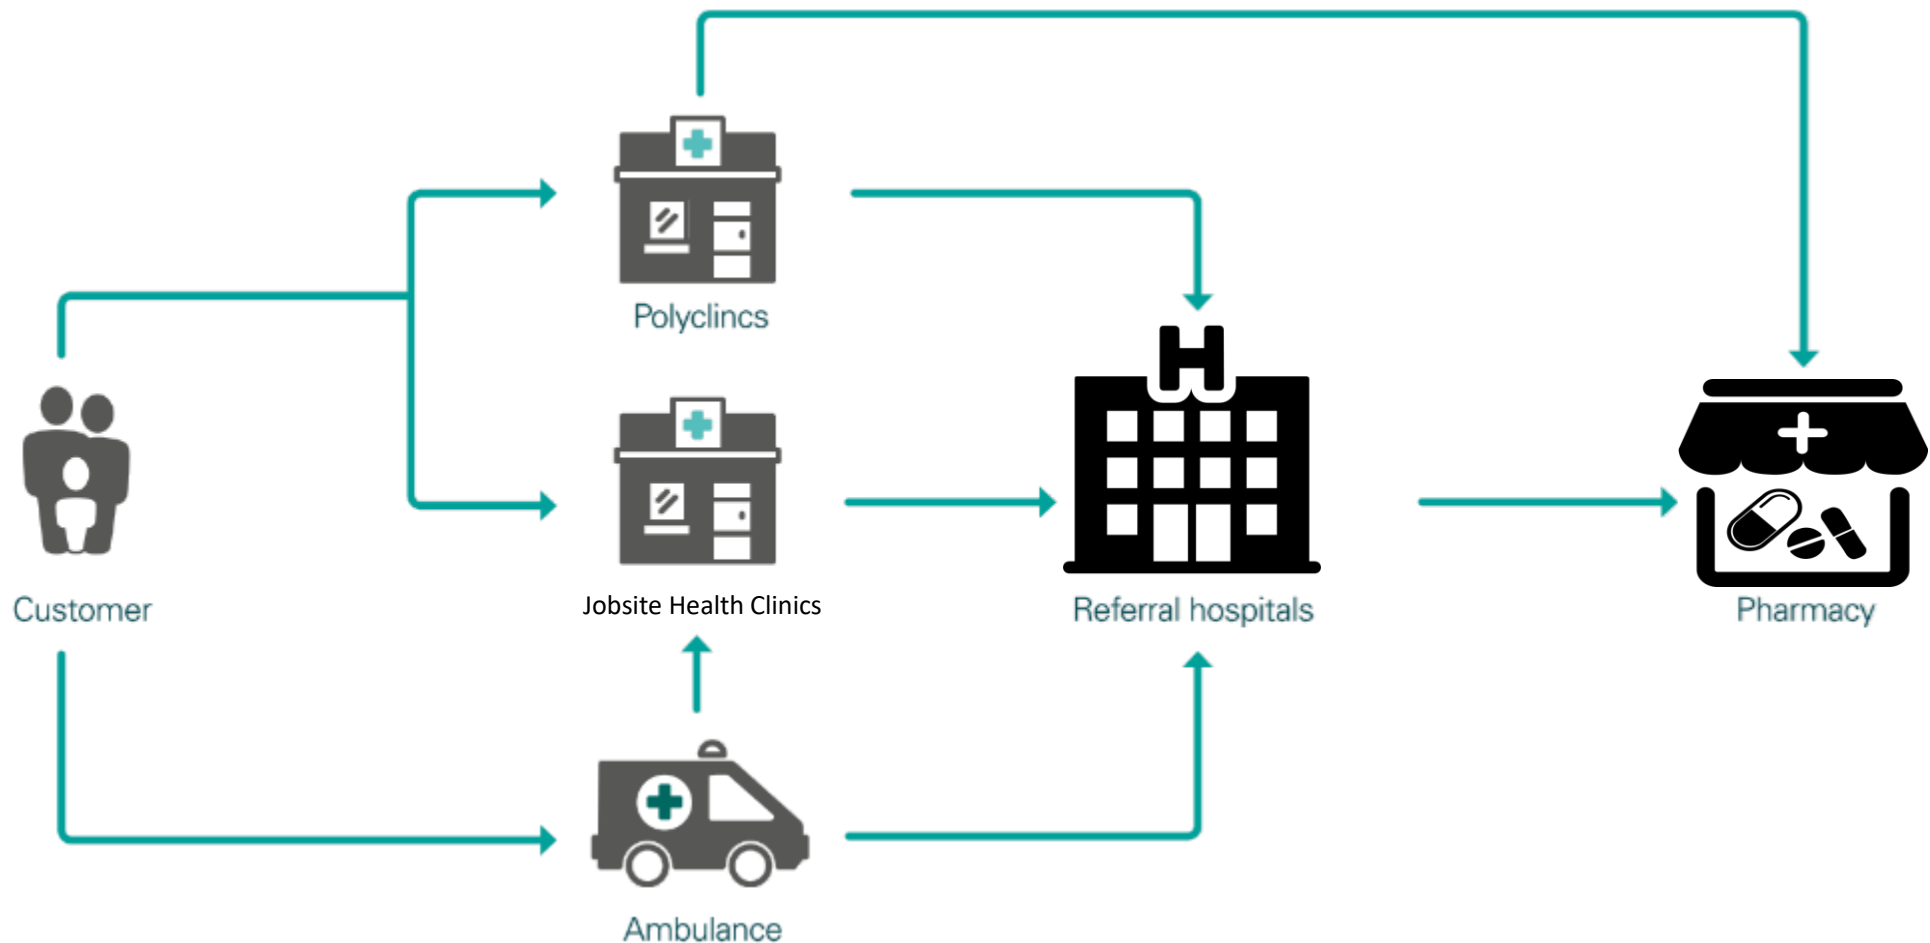 Polyclincs
Customer
Jobsite Health Clinics
H
Referral hospitals
Pharmacy
Ambulance